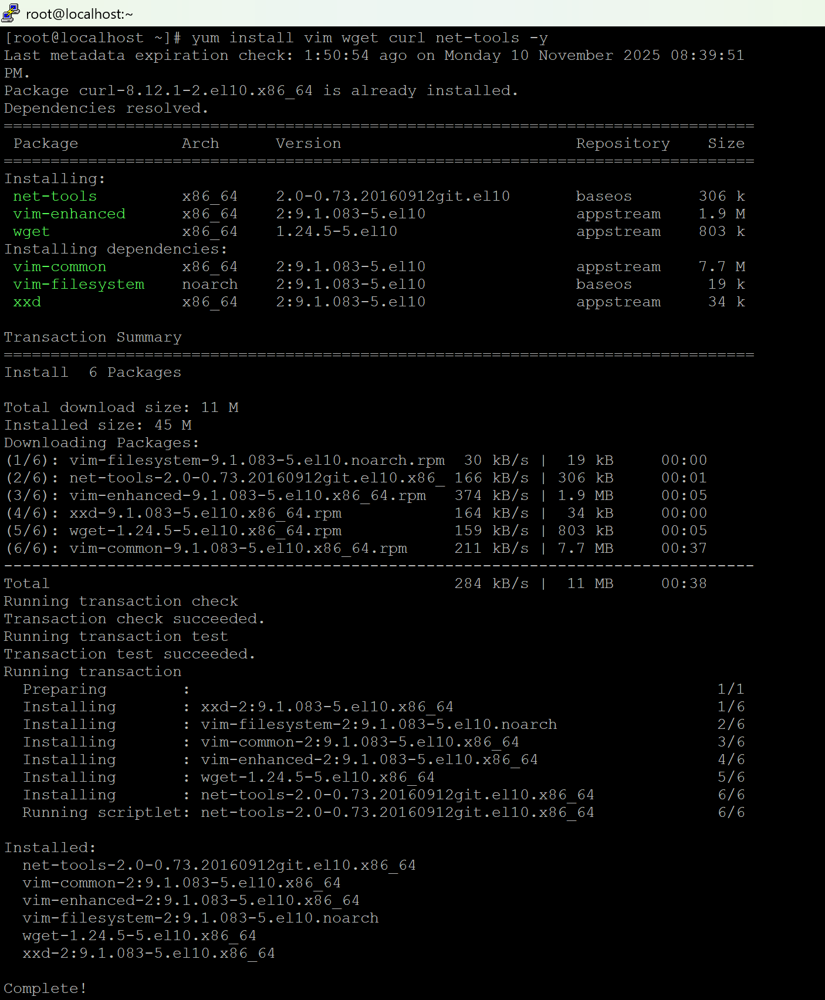 root@localhost:~
[root@localhost ~]# yum install vim wget curl net-tools -y
Last metadata expiration check: 1:50:54 ago on Monday 10 November 2025 08:39:51
PM.
Package curl-8.12.1-2.el10.x86_64 is already installed.
Dependencies resolved.
================================================================================
 Package           Arch      Version                         Repository    Size
================================================================================
Installing:
 net-tools         x86_64    2.0-0.73.20160912git.el10       baseos       306 k
 vim-enhanced      x86_64    2:9.1.083-5.el10                appstream    1.9 M
 wget              x86_64    1.24.5-5.el10                   appstream    803 k
Installing dependencies:
 vim-common        x86_64    2:9.1.083-5.el10                appstream    7.7 M
 vim-filesystem    noarch    2:9.1.083-5.el10                baseos        19 k
 xxd               x86_64    2:9.1.083-5.el10                appstream     34 k
Transaction Summary
================================================================================
Install  6 Packages
Total download size: 11 M
Installed size: 45 M
Downloading Packages:
(1/6): vim-filesystem-9.1.083-5.el10.noarch.rpm  30 kB/s |  19 kB     00:00
(2/6): net-tools-2.0-0.73.20160912git.el10.x86_ 166 kB/s | 306 kB     00:01
(3/6): vim-enhanced-9.1.083-5.el10.x86_64.rpm   374 kB/s | 1.9 MB     00:05
(4/6): xxd-9.1.083-5.el10.x86_64.rpm            164 kB/s |  34 kB     00:00
(5/6): wget-1.24.5-5.el10.x86_64.rpm            159 kB/s | 803 kB     00:05
(6/6): vim-common-9.1.083-5.el10.x86_64.rpm     211 kB/s | 7.7 MB     00:37
--------------------------------------------------------------------------------
Total                                           284 kB/s |  11 MB     00:38
Running transaction check
Transaction check succeeded.
Running transaction test
Transaction test succeeded.
Running transaction
  Preparing        :                                                        1/1
  Installing       : xxd-2:9.1.083-5.el10.x86_64                            1/6
  Installing       : vim-filesystem-2:9.1.083-5.el10.noarch                 2/6
  Installing       : vim-common-2:9.1.083-5.el10.x86_64                     3/6
  Installing       : vim-enhanced-2:9.1.083-5.el10.x86_64                   4/6
  Installing       : wget-1.24.5-5.el10.x86_64                              5/6
  Installing       : net-tools-2.0-0.73.20160912git.el10.x86_64             6/6
  Running scriptlet: net-tools-2.0-0.73.20160912git.el10.x86_64             6/6
Installed:
  net-tools-2.0-0.73.20160912git.el10.x86_64
  vim-common-2:9.1.083-5.el10.x86_64
  vim-enhanced-2:9.1.083-5.el10.x86_64
  vim-filesystem-2:9.1.083-5.el10.noarch
  wget-1.24.5-5.el10.x86_64
  xxd-2:9.1.083-5.el10.x86_64
Complete!